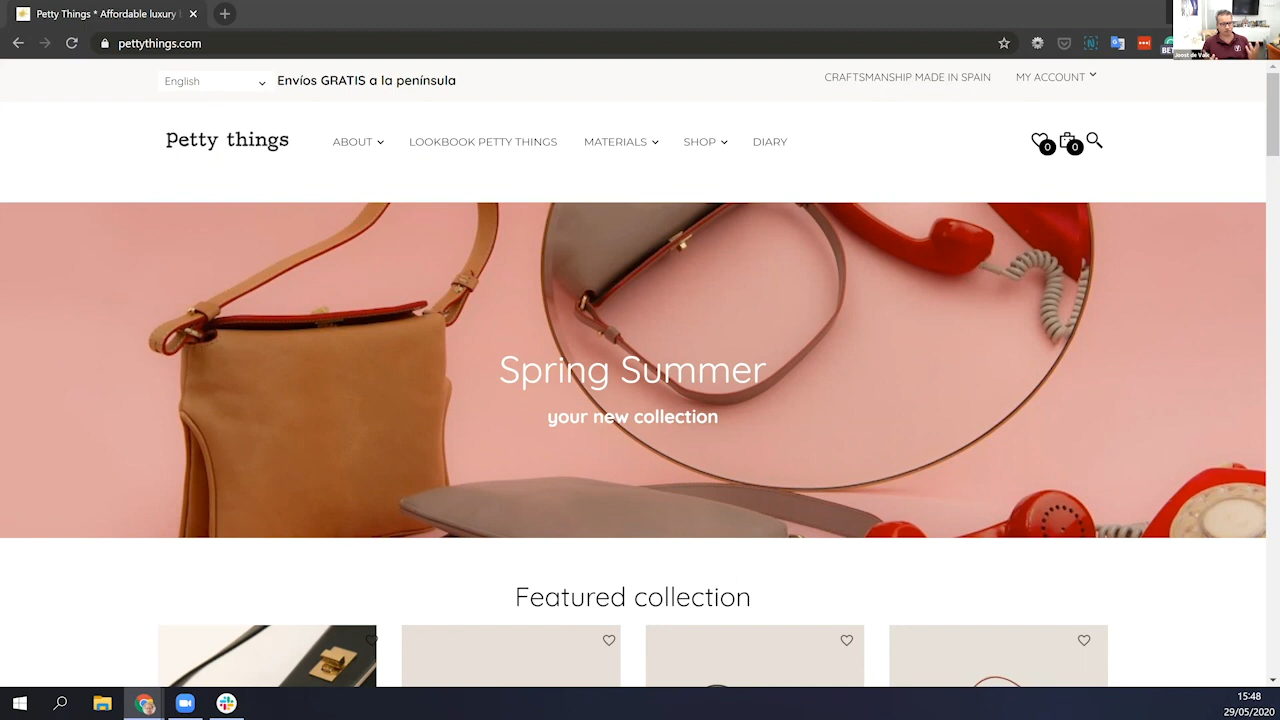 Petty Things * Affordable luxury
pettythings.com
English
Envíos GRATIS a la península
CRAFTSMANSHIP MADE IN SPAIN
MY ACCOUNT
Petty things
ABOUT
LOOKBOOK PETTY THINGS
MATERIALS
SHOP
DIARY
0
0
Spring Summer
your new collection
Featured collection
15:48
29/05/2020